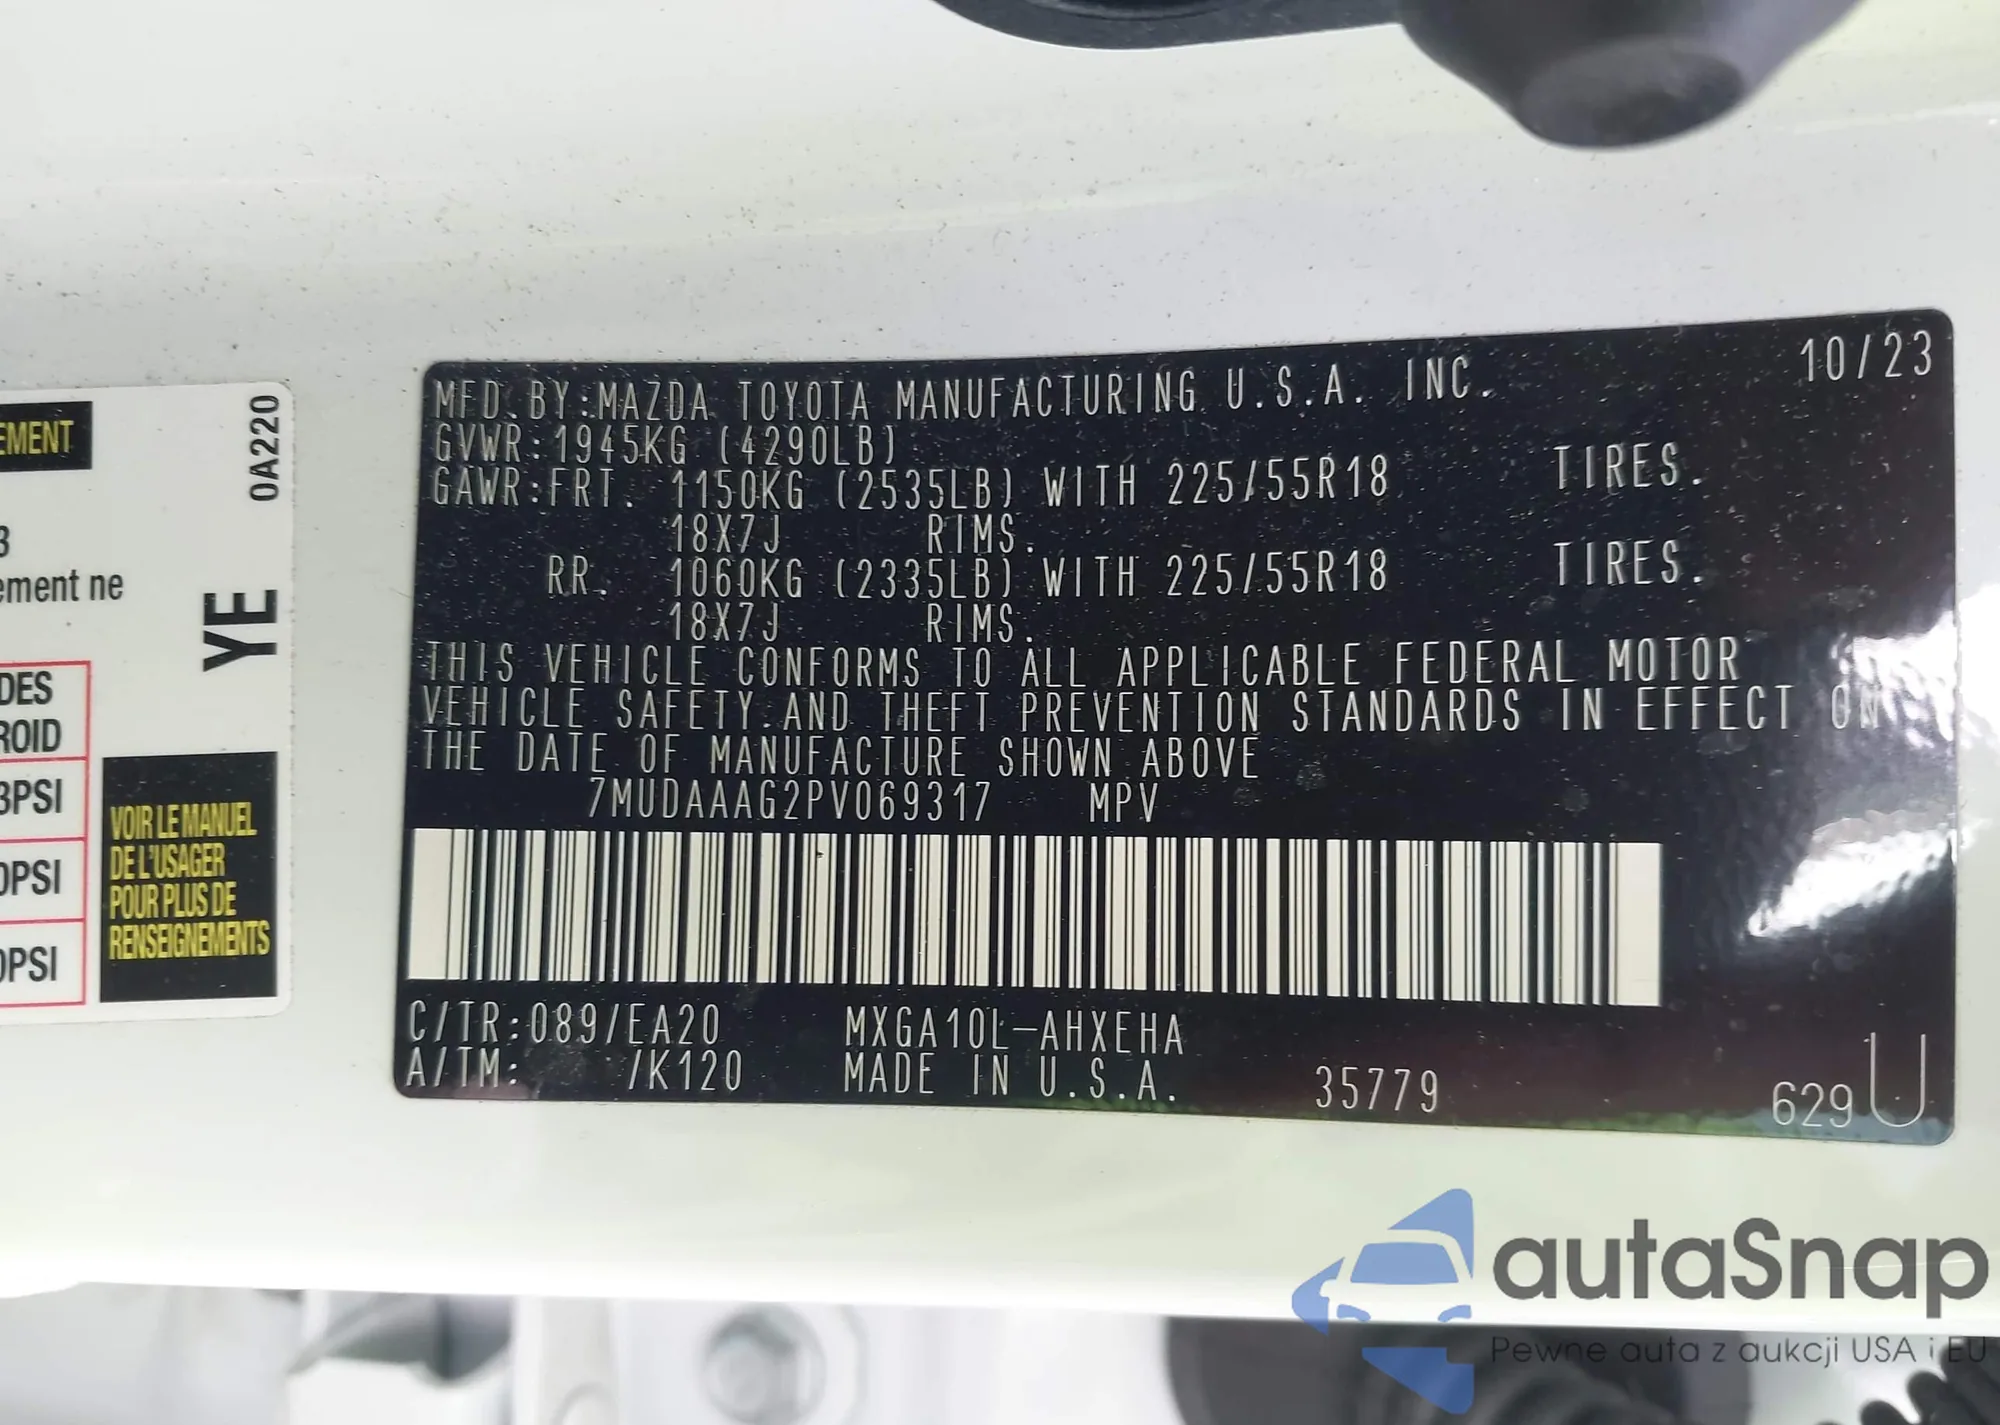 MFD.BY:MAZDA TOYOTA MANUFACTURING U.S.A. INC. 10/23
GVWR:1945KG (4290LB)
GAWR:FRT. 1150KG (2535LB) WITH 225/55R18 TIRES.
18X7J RIMS.
RR. 1060KG (2335LB) WITH 225/55R18 TIRES.
18X7J RIMS.
THIS VEHICLE CONFORMS TO ALL APPLICABLE FEDERAL MOTOR
VEHICLE SAFETY AND THEFT PREVENTION STANDARDS IN EFFECT ON
THE DATE OF MANUFACTURE SHOWN ABOVE
7MUDAAAG2PV069317 MPV
C/TR:089/EA20 MXGA10L-AHXEHA
A/TM: /K120 MADE IN U.S.A. 35779 629U
EMENT
0A220
3
ement ne
YE
DES
ROID
3PSI
0PSI
0PSI
VOIR LE MANUEL
DE L'USAGER
POUR PLUS DE
RENSEIGNEMENTS
autaSnap
Pewne auta z aukcji USA i EU